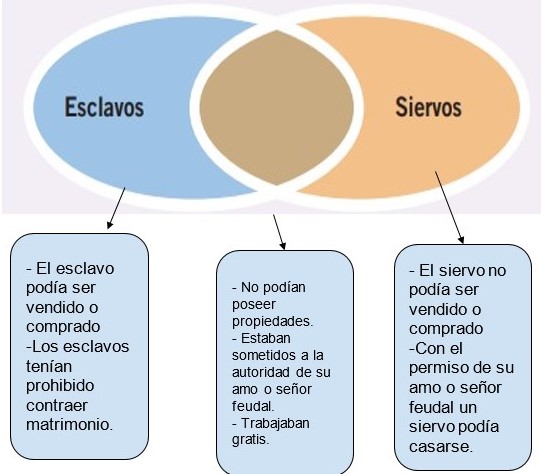 Esclavos
Siervos
- El esclavo
podía ser
vendido o
comprado
-Los esclavos
tenían
prohibido
contraer
matrimonio.
- No podían
poseer
propiedades.
- Estaban
sometidos a la
autoridad de su
amo o señor
feudal.
- Trabajaban
gratis.
- El siervo no
podía ser
vendido o
comprado
-Con el
permiso de su
amo o señor
feudal un
siervo podía
casarse.